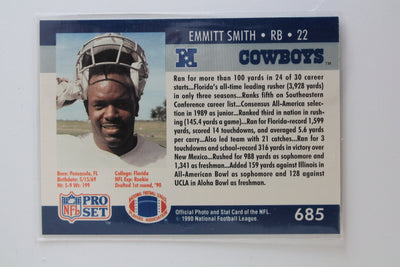 EMMITT SMITH • RB • 22
COWBOYS™
Ran for more than 100 yards in 24 of 30 career
starts...Florida's all-time leading rusher (3,928 yards)
in only three seasons...Ranks fifth on Southeastern
Conference career list...Consensus All-America selec-
tion in 1989 as junior...Ranked third in nation in rush-
ing (145.4 yards a game)...Ran for Florida-record 1,599
yards, scored 14 touchdowns, and averaged 5.6 yards
per carry...Also led team with 21 catches...Ran for 3
touchdowns and school-record 316 yards in victory over
New Mexico...Rushed for 988 yards as sophomore and
1,341 as freshman...Added 159 yards against Illinois in
All-American Bowl as sophomore and 128 against
UCLA in Aloha Bowl as freshman.
Born: Pensacola, FL
Birthdate: 5/15/69
Ht: 5-9 Wt: 199
College: Florida
NFL Exp: Rookie
Drafted 1st round, '90
NFL
PRO
SET
Official Photo and Stat Card of the NFL.
© 1990 National Football League.
685